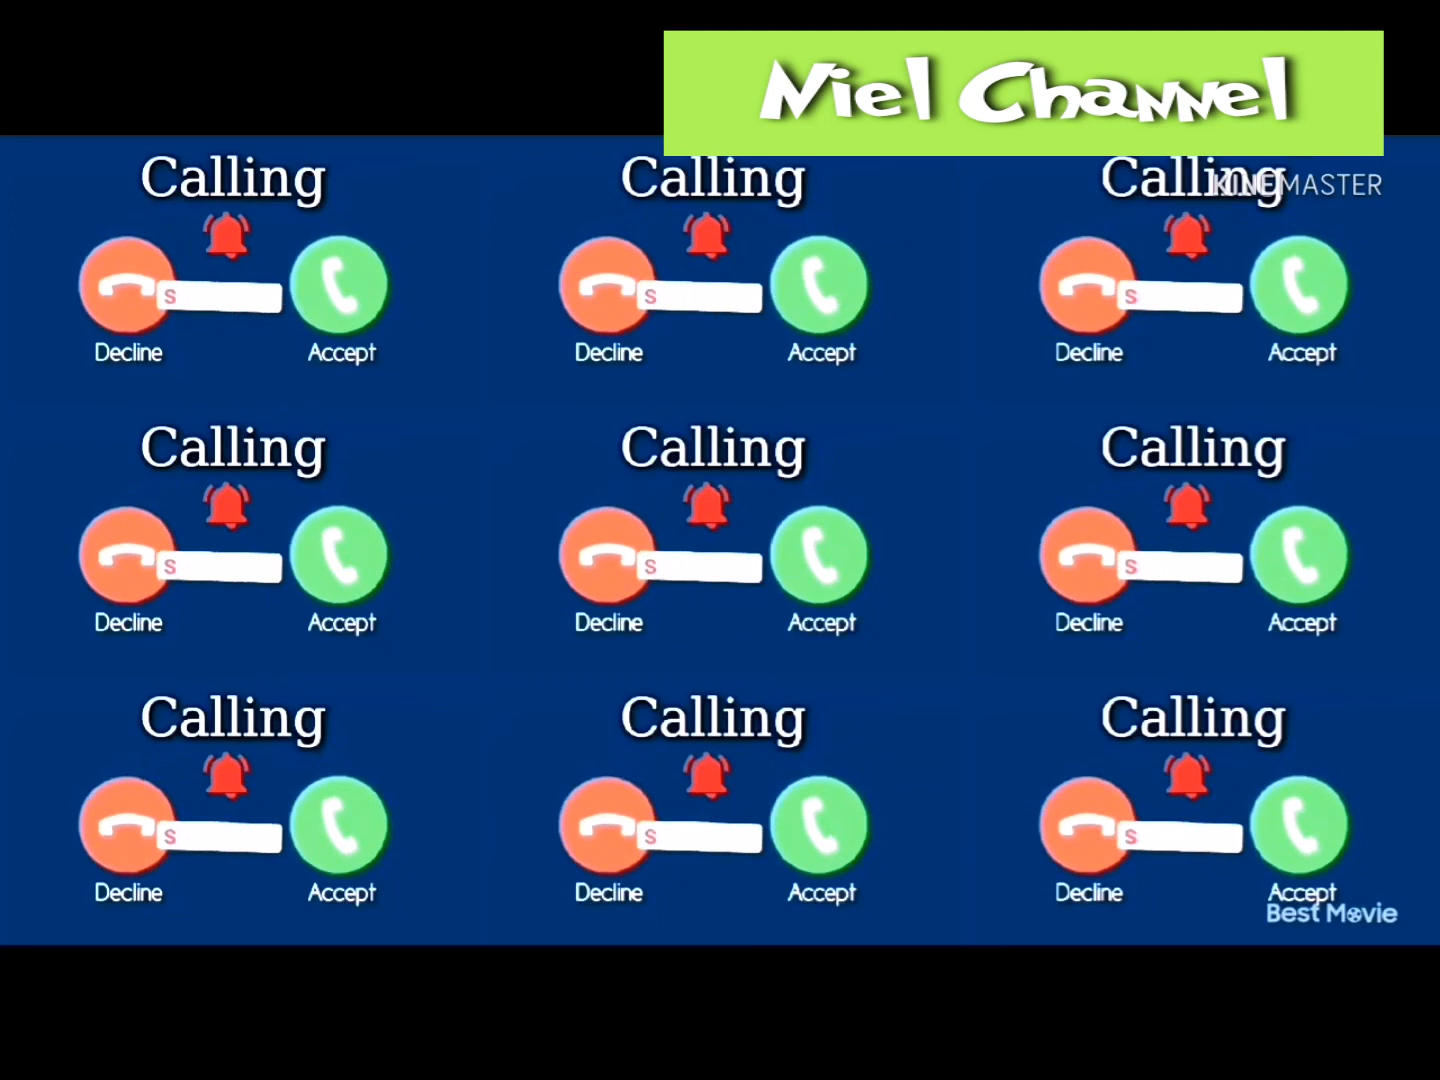 Niel Channel
Calling Calling Calling
KINEMASTER
S S S
Decline Accept Decline Accept Decline Accept
Calling Calling Calling
S S S
Decline Accept Decline Accept Decline Accept
Calling Calling Calling
S S S
Decline Accept Decline Accept Decline Accept
Best Movie